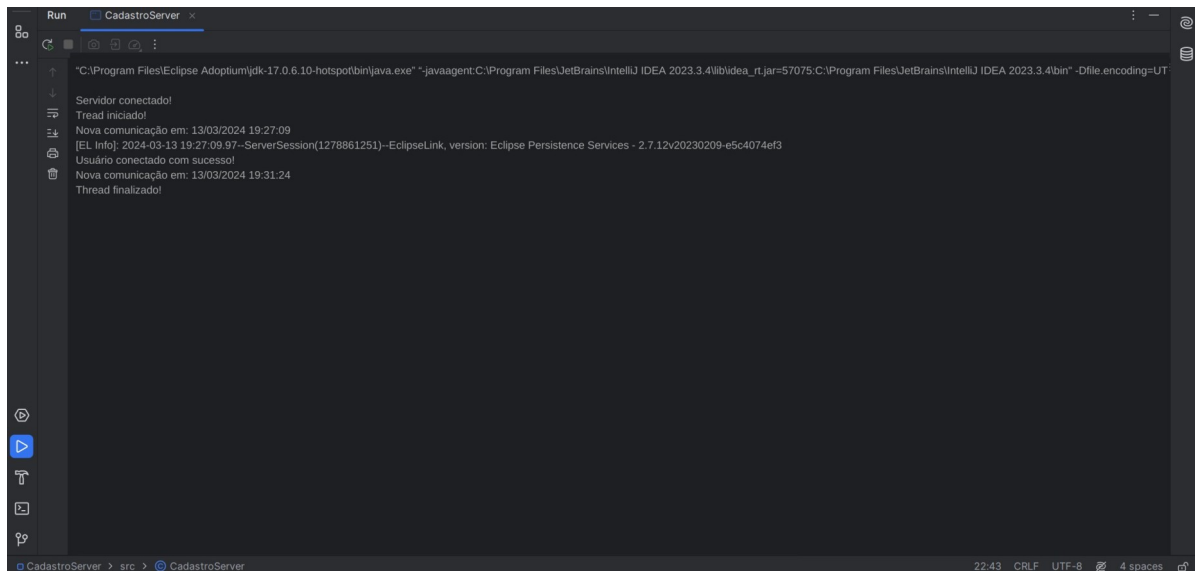 Run CadastroServer
"C:\Program Files\Eclipse Adoptium\jdk-17.0.6.10-hotspot\bin\java.exe" "-javaagent:C:\Program Files\JetBrains\IntelliJ IDEA 2023.3.4\lib\idea_rt.jar=57075:C:\Program Files\JetBrains\IntelliJ IDEA 2023.3.4\bin" -Dfile.encoding=UT
Servidor conectado!
Tread iniciado!
Nova comunicação em: 13/03/2024 19:27:09
[EL Info]: 2024-03-13 19:27:09.97--ServerSession(1278861251)--EclipseLink, version: Eclipse Persistence Services - 2.7.12v20230209-e5c4074ef3
Usuário conectado com sucesso!
Nova comunicação em: 13/03/2024 19:31:24
Thread finalizado!
CadastroServer > src > CadastroServer 22:43 CRLF UTF-8 4 spaces